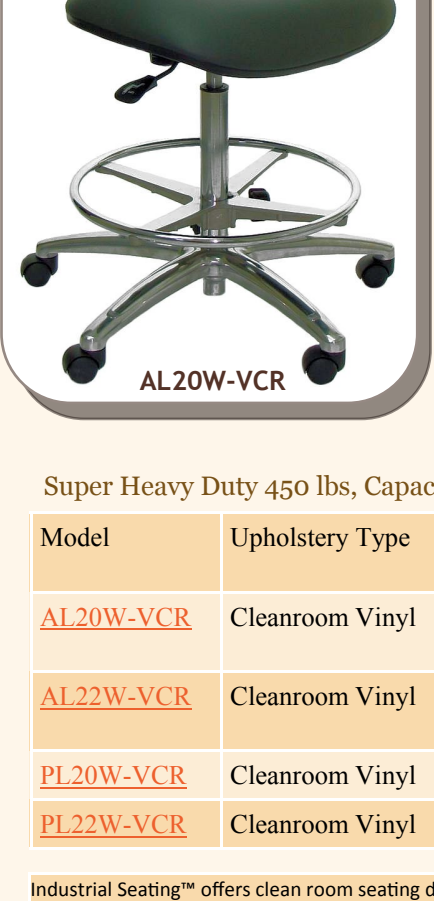 AL20W-VCR
Super Heavy Duty 450 lbs, Capac
Model Upholstery Type
AL20W-VCR Cleanroom Vinyl
AL22W-VCR Cleanroom Vinyl
PL20W-VCR Cleanroom Vinyl
PL22W-VCR Cleanroom Vinyl
Industrial Seating™ offers clean room seating d